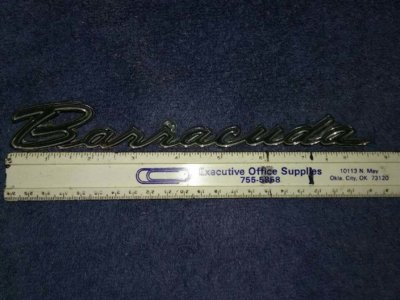 Barracuda
Executive Office Supplies
755-5858
10113 N. May
Okla. City, OK 73120